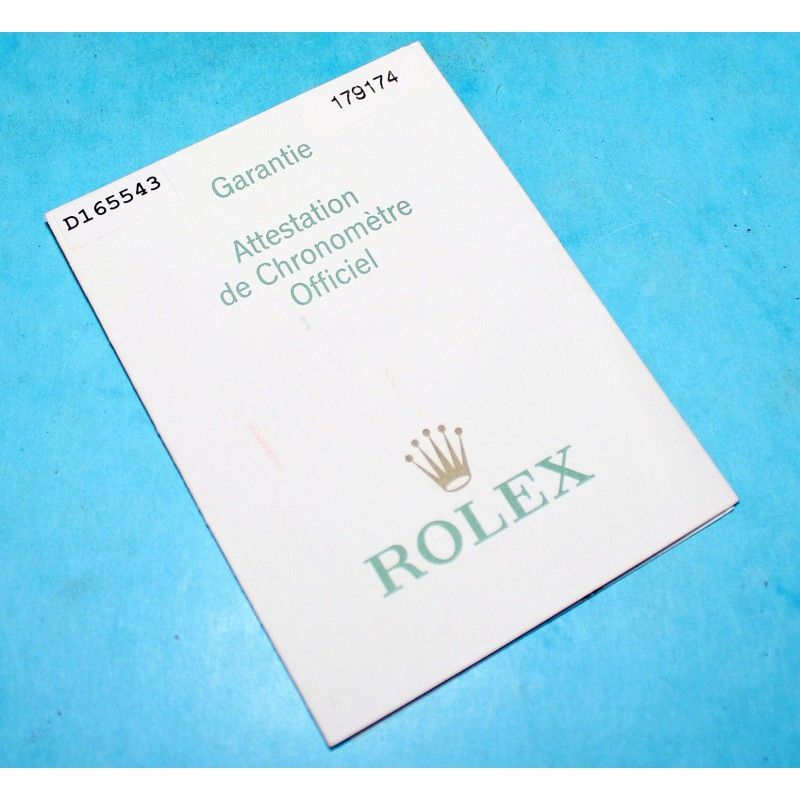 179174
D165543
Garantie
Attestation
de Chronomètre
Officiel
ROLEX